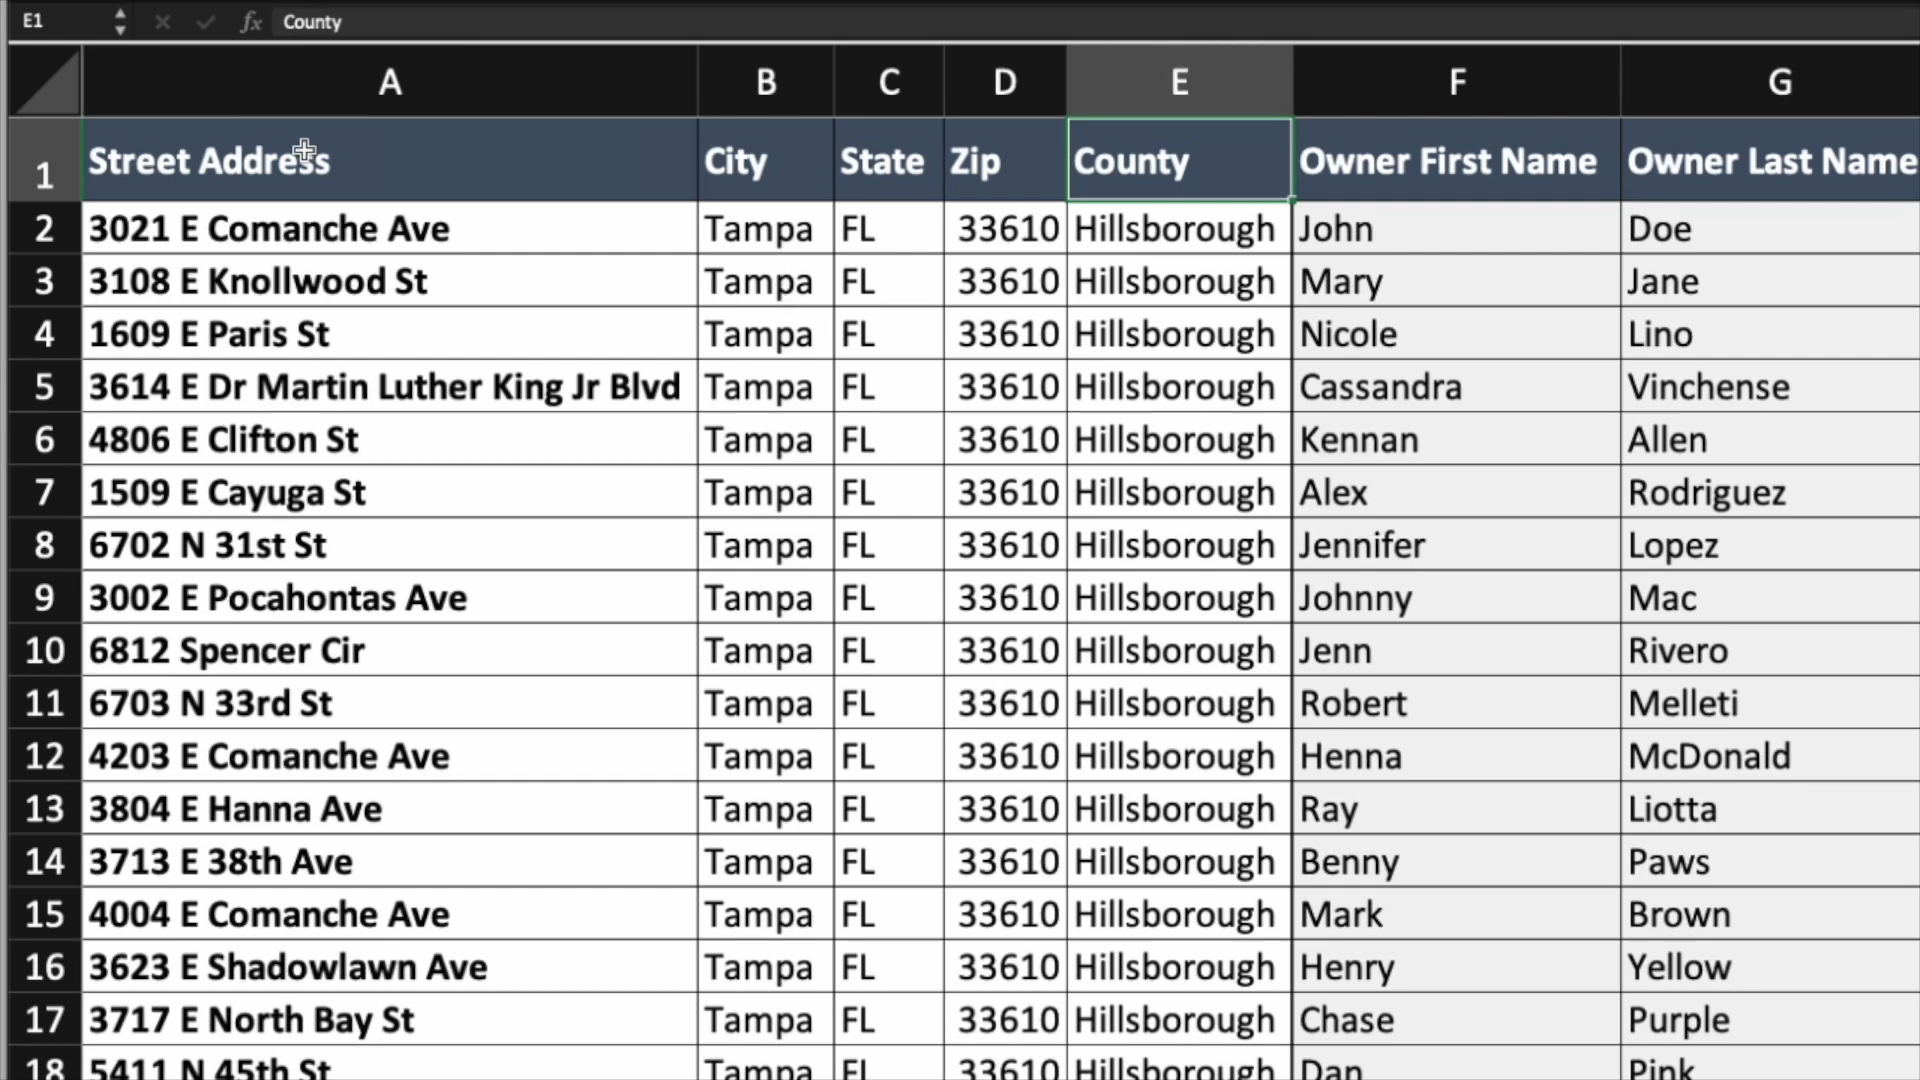 E1 fx County
A B C D E F G
1 Street Address City State Zip County Owner First Name Owner Last Name
2 3021 E Comanche Ave Tampa FL 33610 Hillsborough John Doe
3 3108 E Knollwood St Tampa FL 33610 Hillsborough Mary Jane
4 1609 E Paris St Tampa FL 33610 Hillsborough Nicole Lino
5 3614 E Dr Martin Luther King Jr Blvd Tampa FL 33610 Hillsborough Cassandra Vinchense
6 4806 E Clifton St Tampa FL 33610 Hillsborough Kennan Allen
7 1509 E Cayuga St Tampa FL 33610 Hillsborough Alex Rodriguez
8 6702 N 31st St Tampa FL 33610 Hillsborough Jennifer Lopez
9 3002 E Pocahontas Ave Tampa FL 33610 Hillsborough Johnny Mac
10 6812 Spencer Cir Tampa FL 33610 Hillsborough Jenn Rivero
11 6703 N 33rd St Tampa FL 33610 Hillsborough Robert Melleti
12 4203 E Comanche Ave Tampa FL 33610 Hillsborough Henna McDonald
13 3804 E Hanna Ave Tampa FL 33610 Hillsborough Ray Liotta
14 3713 E 38th Ave Tampa FL 33610 Hillsborough Benny Paws
15 4004 E Comanche Ave Tampa FL 33610 Hillsborough Mark Brown
16 3623 E Shadowlawn Ave Tampa FL 33610 Hillsborough Henry Yellow
17 3717 E North Bay St Tampa FL 33610 Hillsborough Chase Purple
18 5411 N 45th St Tampa FL 33610 Hillsborough Dan Pink